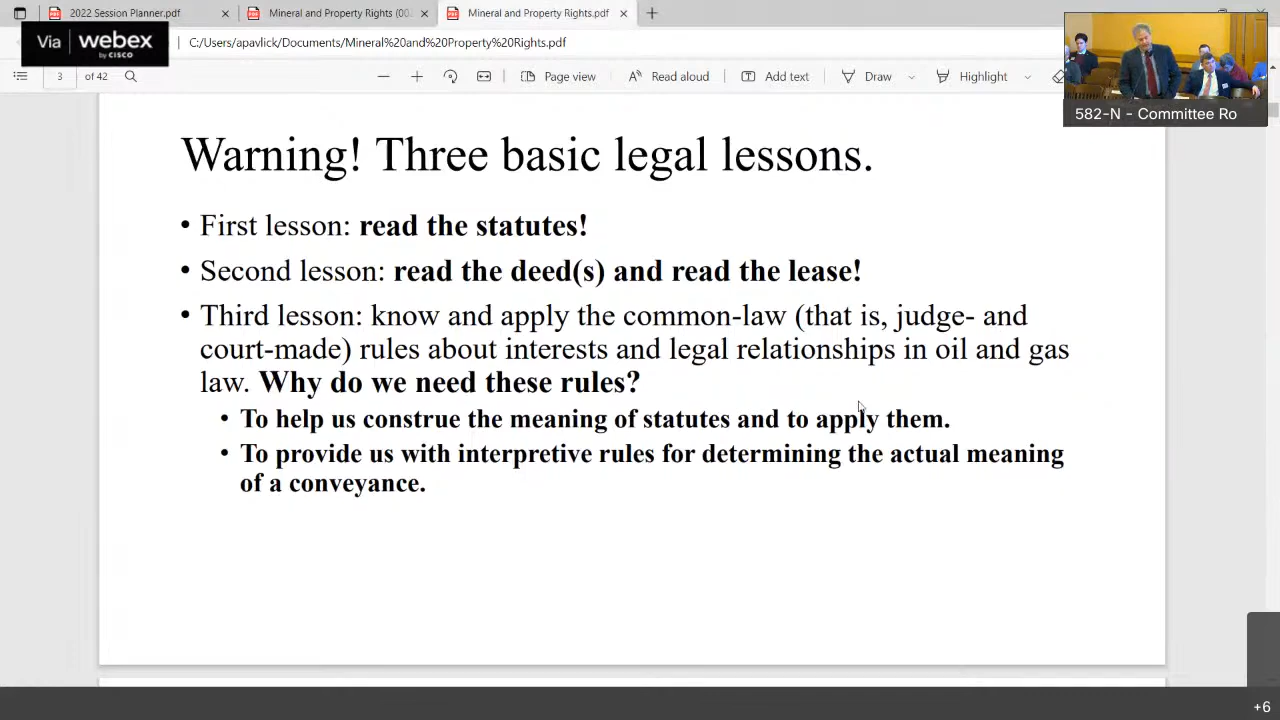 2022 Session Planner.pdf
Mineral and Property Rights (00.
Mineral and Property Rights.pdf
Via webex
by CISCO
C:/Users/apavlick/Documents/Mineral%20and%20Property%20Rights.pdf
3 of 42
Page view
Read aloud
Add text
Draw
Highlight
582-N - Committee Ro
Warning! Three basic legal lessons.
• First lesson: read the statutes!
• Second lesson: read the deed(s) and read the lease!
• Third lesson: know and apply the common-law (that is, judge- and
court-made) rules about interests and legal relationships in oil and gas
law. Why do we need these rules?
• To help us construe the meaning of statutes and to apply them.
• To provide us with interpretive rules for determining the actual meaning
of a conveyance.
+6